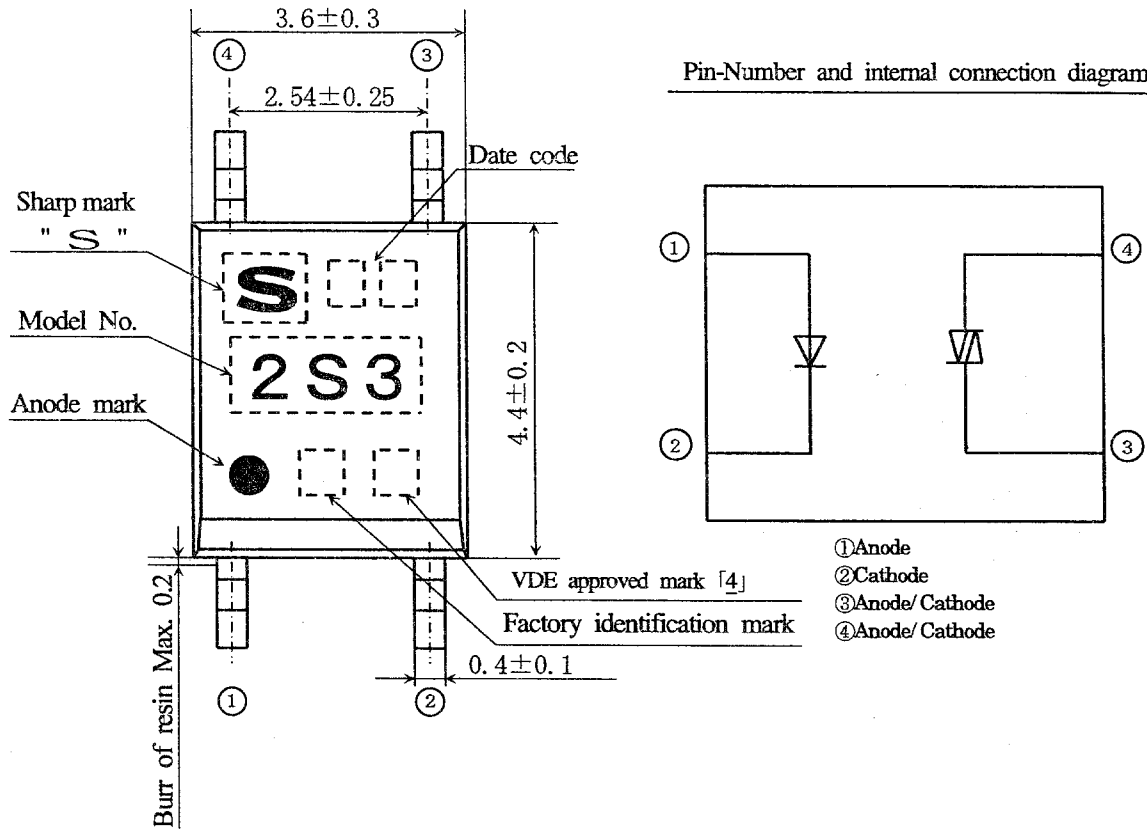 3.6±0.3
④ ③
2.54±0.25
Pin-Number and internal connection diagram
Date code
Sharp mark
" S "
S
Model No.
2S3
Anode mark
4.4±0.2
① ④
② ③
VDE approved mark 「4」
Factory identification mark
0.4±0.1
① ②
Burr of resin Max. 0.2
①Anode
②Cathode
③Anode/Cathode
④Anode/Cathode